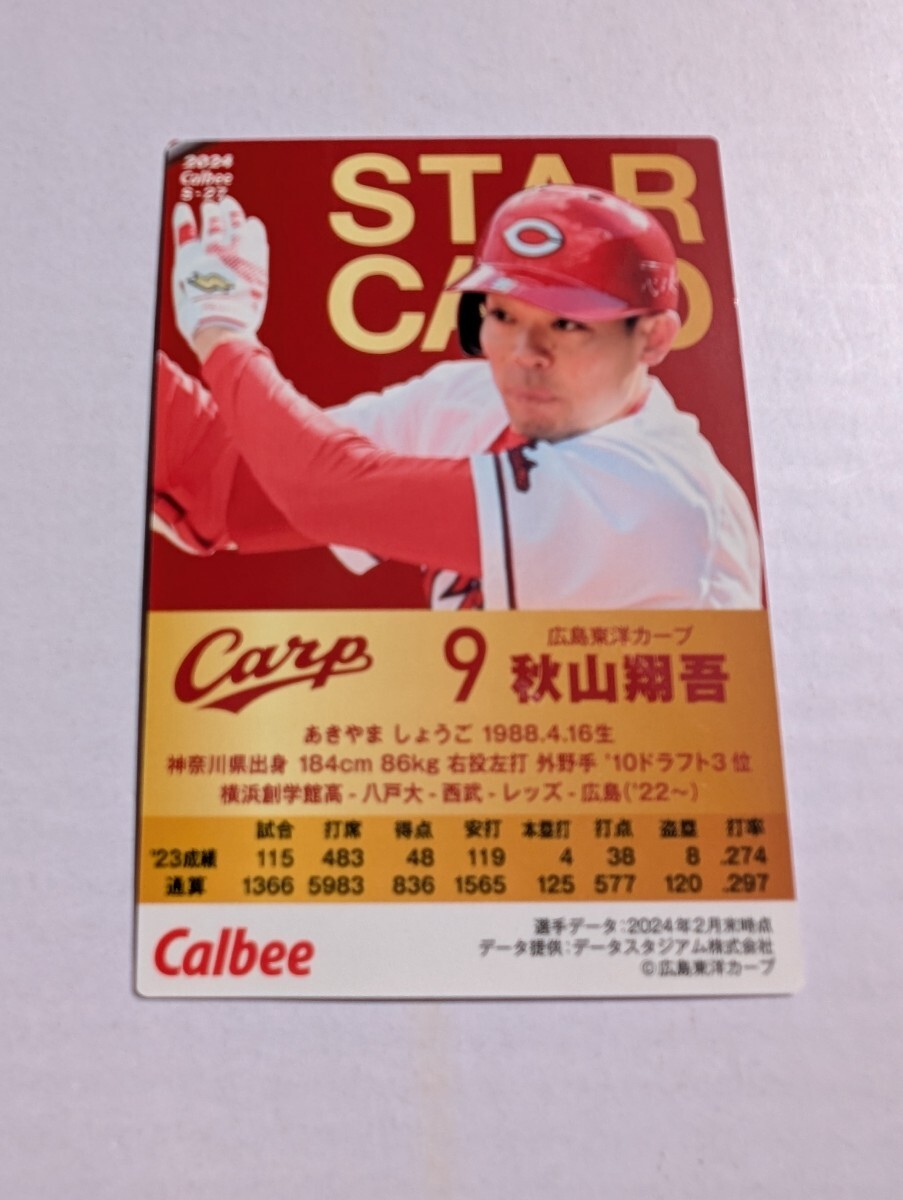 2024
Calbee
S-27
STAR
CARD
C
Carp
9
広島東洋カープ
秋山翔吾
あきやま しょうご 1988.4.16生
神奈川県出身 184cm 86kg 右投左打 外野手 '10ドラフト3位
横浜創学館高 - 八戸大 - 西武 - レッズ - 広島('22〜)
試合 打席 得点 安打 本塁打 打点 盗塁 打率
'23成績 115 483 48 119 4 38 8 .274
通算 1366 5983 836 1565 125 577 120 .297
Calbee
選手データ:2024年2月末時点
データ提供:データスタジアム株式会社
©広島東洋カープ